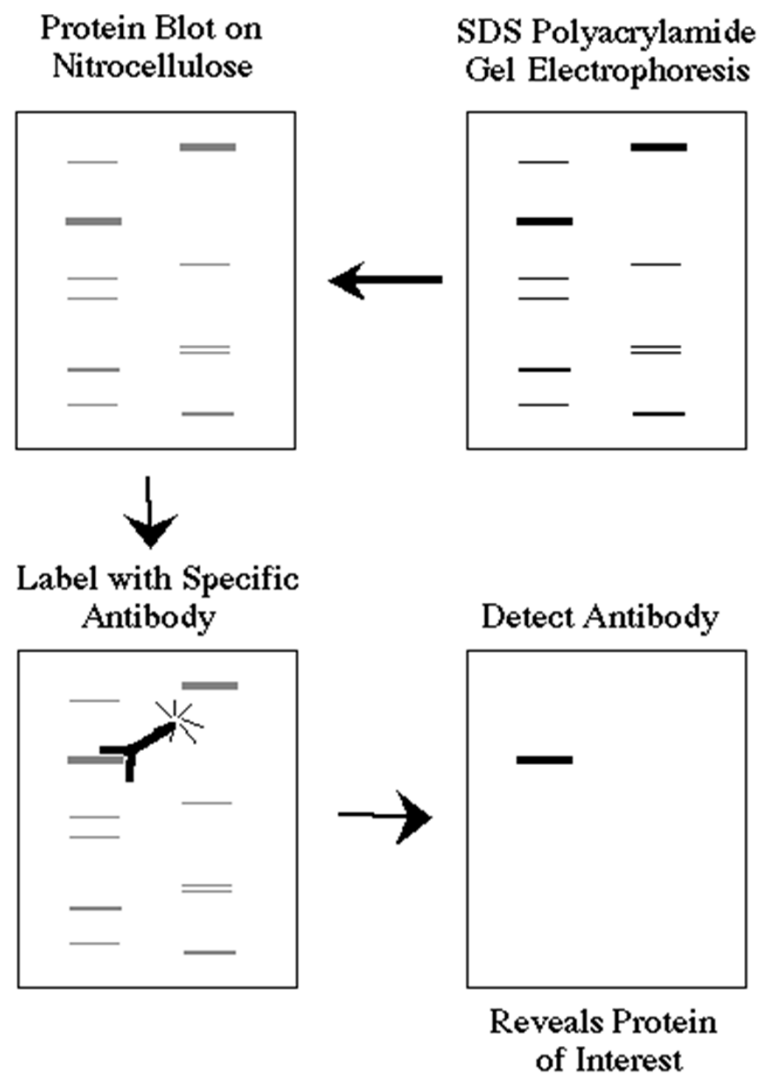 Protein Blot on
Nitrocellulose
SDS Polyacrylamide
Gel Electrophoresis
Label with Specific
Antibody
Detect Antibody
Reveals Protein
of Interest